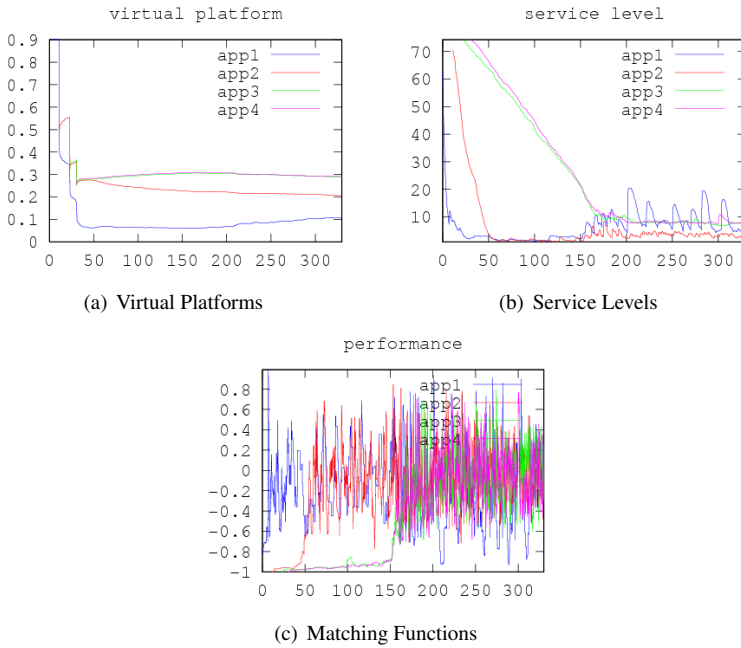 virtual platform
0.9
0.8
0.7
0.6
0.5
0.4
0.3
0.2
0.1
0
app1
app2
app3
app4
0 50 100 150 200 250 300
(a) Virtual Platforms
service level
70
60
50
40
30
20
10
app1
app2
app3
app4
0 50 100 150 200 250 300
(b) Service Levels
performance
0.8
0.6
0.4
0.2
0
-0.2
-0.4
-0.6
-0.8
-1
app1
app2
app3
app4
0 50 100 150 200 250 300
(c) Matching Functions